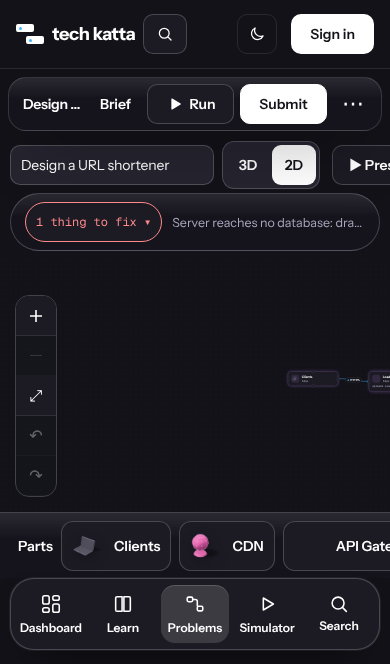 tech katta
Sign in
Design ... Brief Run Submit ...
Design a URL shortener 3D 2D Pres
1 thing to fix Server reaches no database: dra...
Clients
Parts Clients CDN API Gate
Dashboard Learn Problems Simulator Search